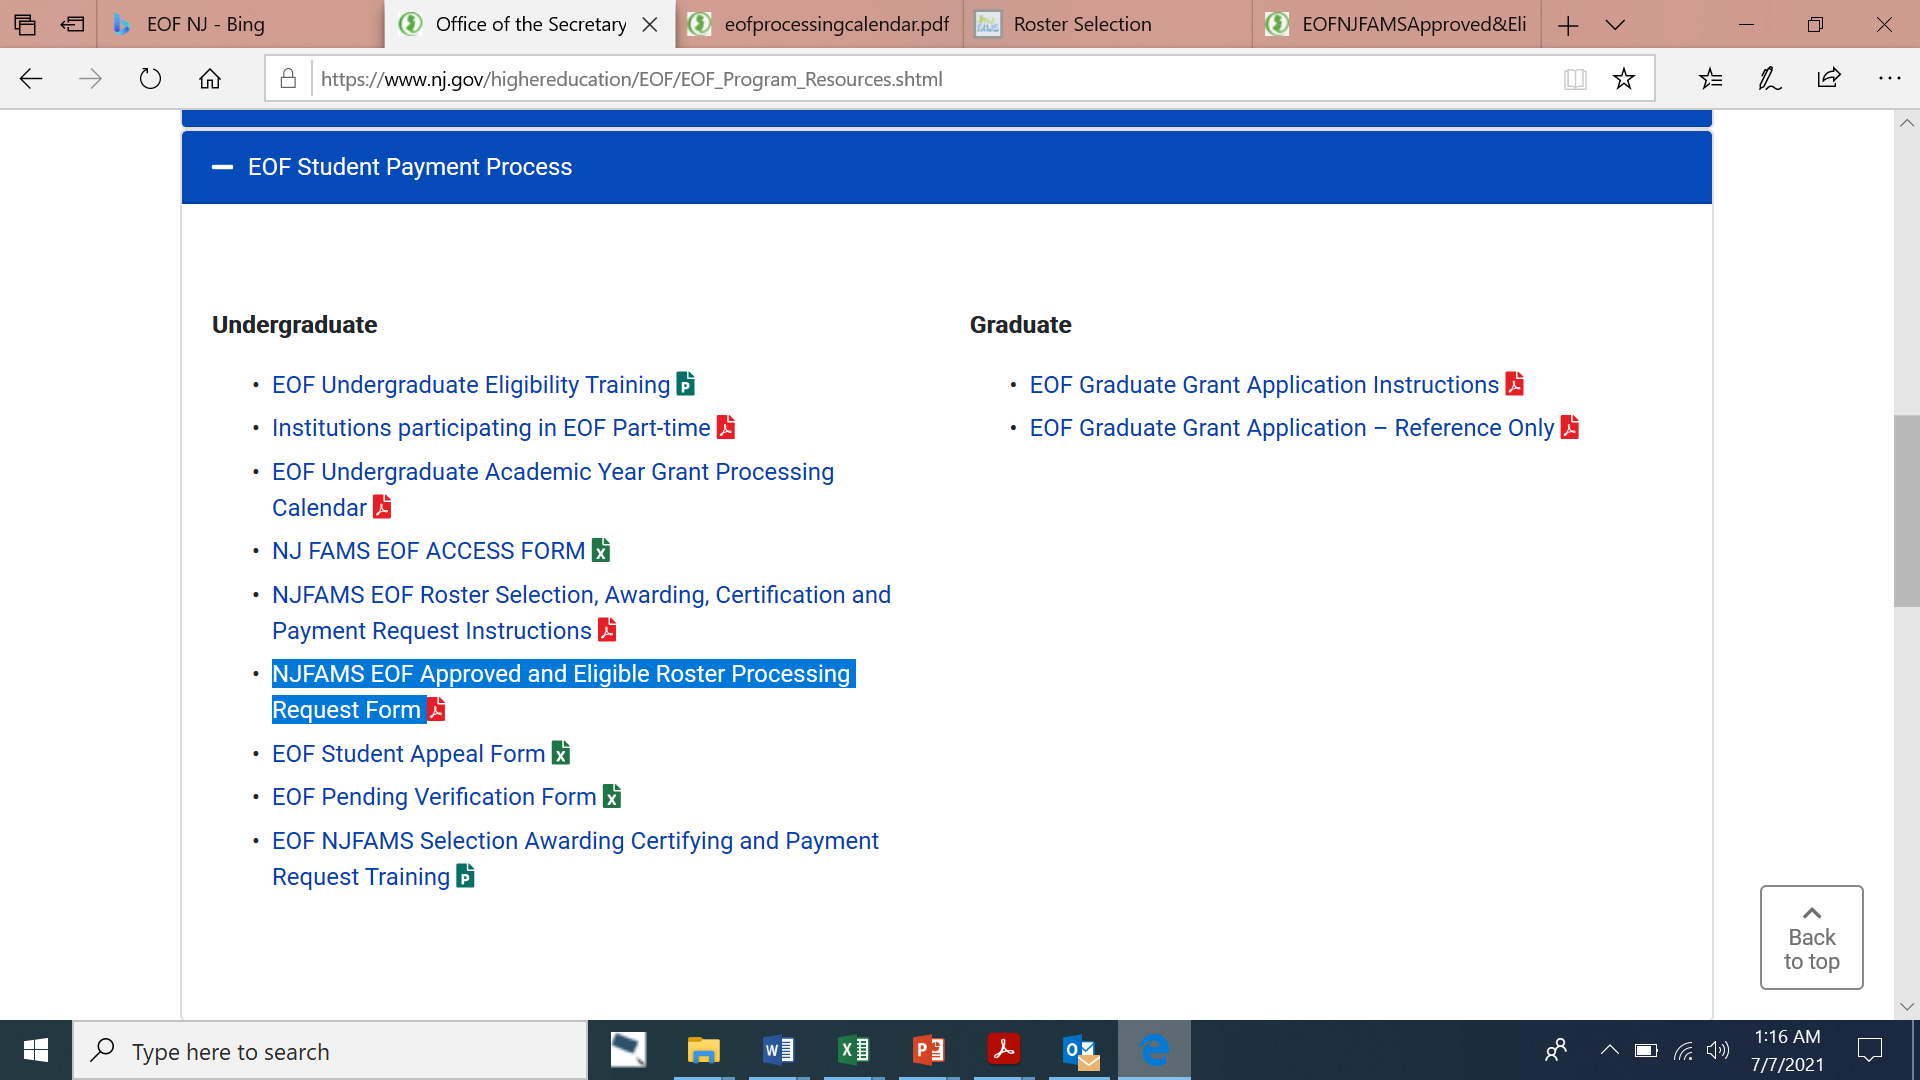 EOF NJ - Bing
Office of the Secretary
eofprocessingcalendar.pdf
Roster Selection
EOFNJFAMSApproved&Eli
https://www.nj.gov/highereducation/EOF/EOF_Program_Resources.shtml
EOF Student Payment Process
Undergraduate
• EOF Undergraduate Eligibility Training
• Institutions participating in EOF Part-time
• EOF Undergraduate Academic Year Grant Processing
Calendar
• NJ FAMS EOF ACCESS FORM
• NJFAMS EOF Roster Selection, Awarding, Certification and
Payment Request Instructions
• NJFAMS EOF Approved and Eligible Roster Processing
Request Form
• EOF Student Appeal Form
• EOF Pending Verification Form
• EOF NJFAMS Selection Awarding Certifying and Payment
Request Training
Graduate
• EOF Graduate Grant Application Instructions
• EOF Graduate Grant Application – Reference Only
Back
to top
Type here to search
1:16 AM
7/7/2021